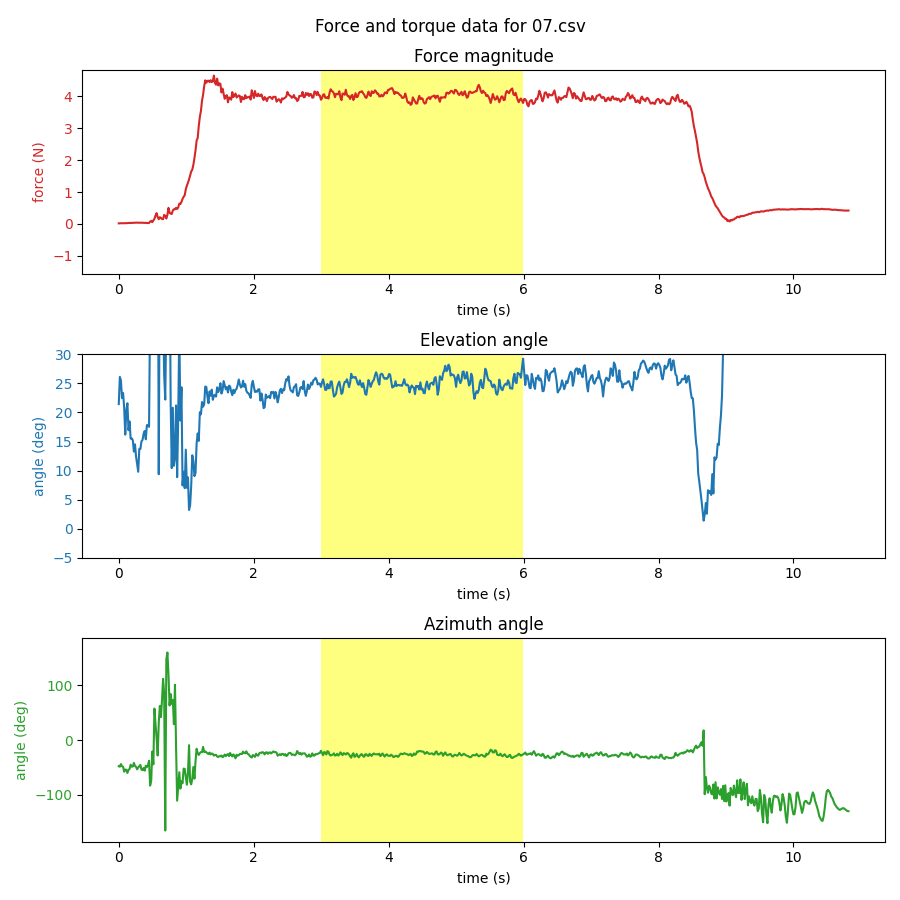 Force and torque data for 07.csv
Force magnitude
4
3
2
1
0
−1
force (N)
0 2 4 6 8 10
time (s)
Elevation angle
30
25
20
15
10
5
0
−5
angle (deg)
0 2 4 6 8 10
time (s)
Azimuth angle
100
0
−100
angle (deg)
0 2 4 6 8 10
time (s)